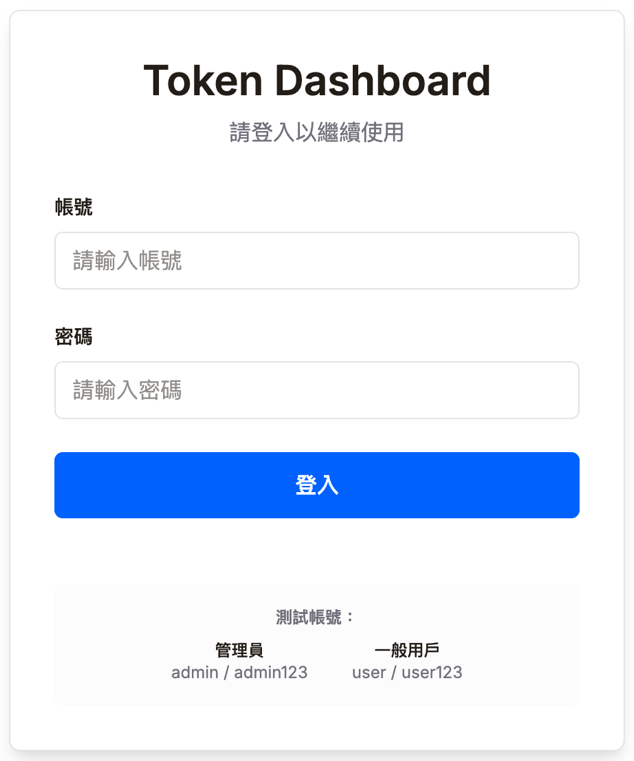 Token Dashboard
請登入以繼續使用
帳號
請輸入帳號
密碼
請輸入密碼
登入
測試帳號：
管理員
admin / admin123
一般用戶
user / user123